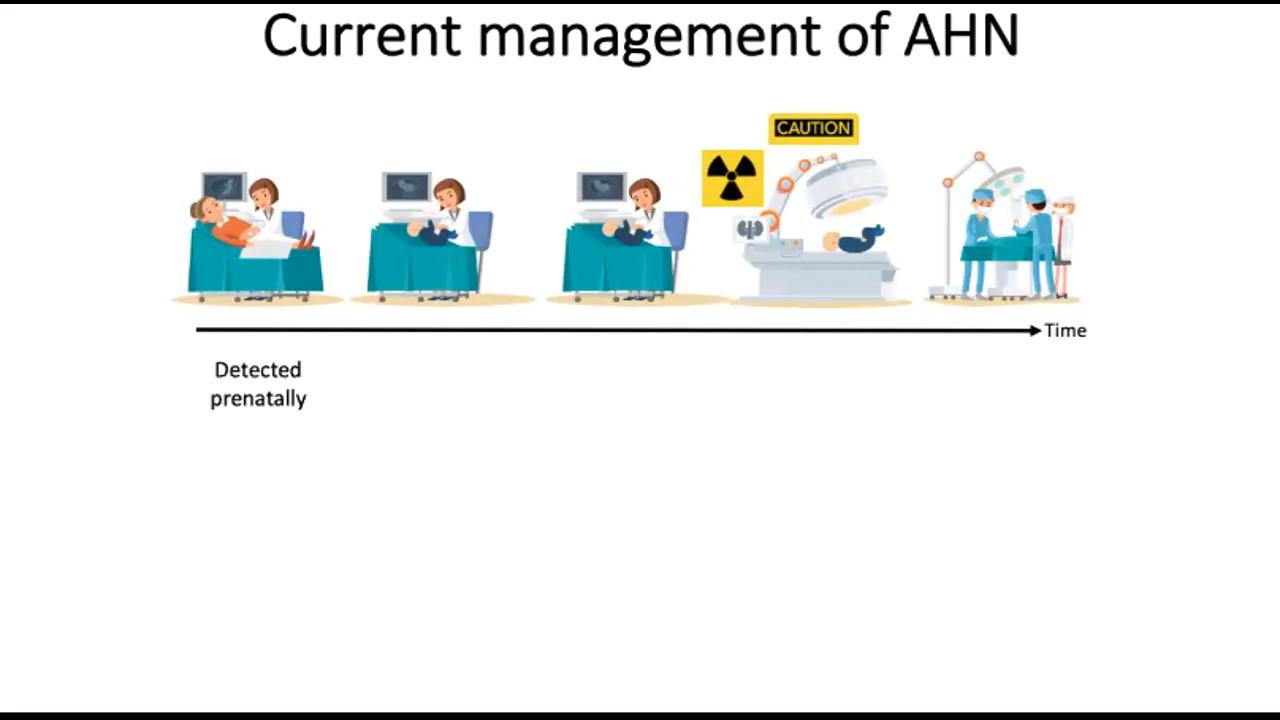 Current management of AHN
CAUTION
Time
Detected
prenatally